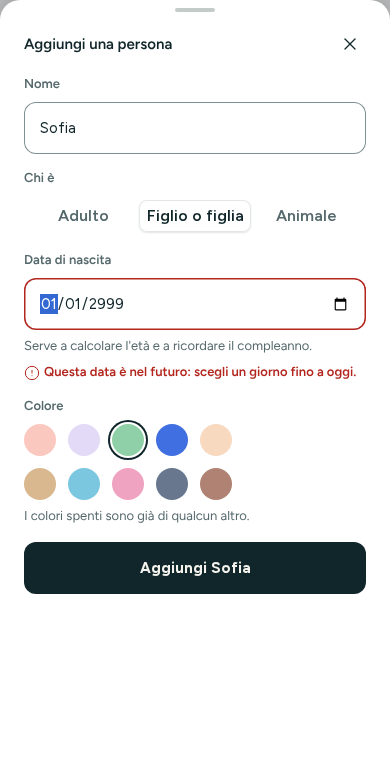 Aggiungi una persona
Nome
Sofia
Chi è
Adulto Figlio o figlia Animale
Data di nascita
01/01/2999
Serve a calcolare l'età e a ricordare il compleanno.
Questa data è nel futuro: scegli un giorno fino a oggi.
Colore
I colori spenti sono già di qualcun altro.
Aggiungi Sofia